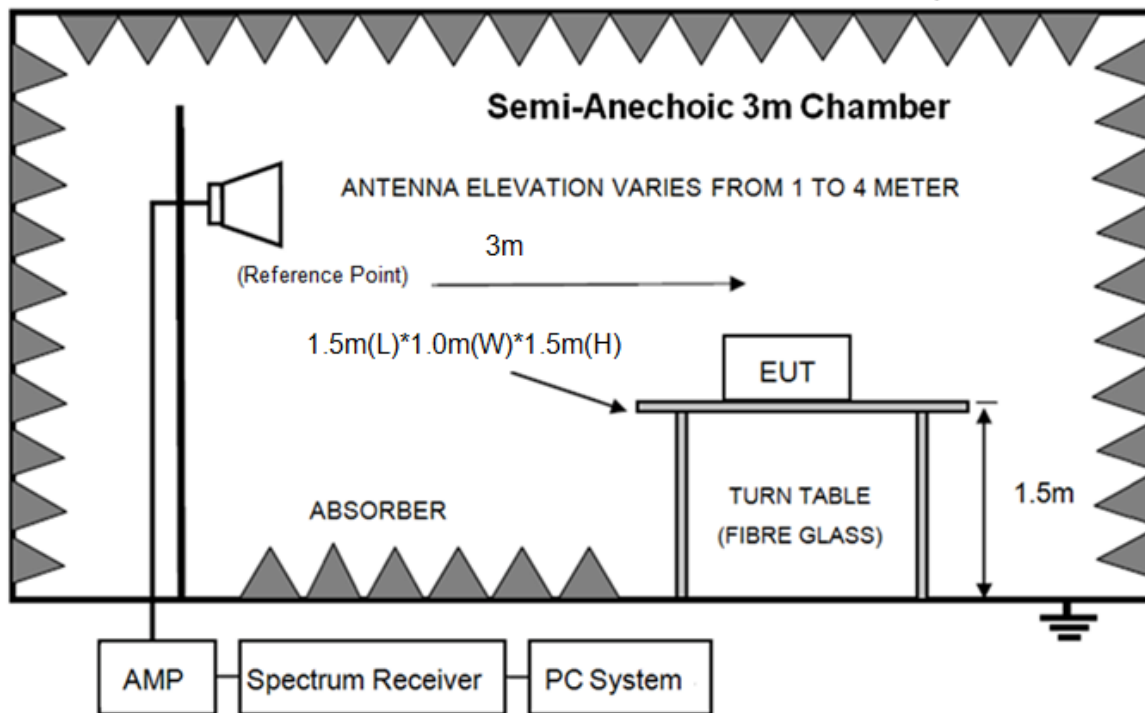 Semi-Anechoic 3m Chamber
ANTENNA ELEVATION VARIES FROM 1 TO 4 METER
3m
(Reference Point)
1.5m(L)*1.0m(W)*1.5m(H)
EUT
TURN TABLE
(FIBRE GLASS)
1.5m
ABSORBER
AMP
Spectrum Receiver
PC System